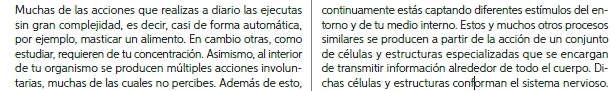 Muchas de las acciones que realizas a diario las ejecutas
sin gran complejidad, es decir, casi de forma automática,
por ejemplo, masticar un alimento. En cambio otras, como
estudiar, requieren de tu concentración. Asimismo, al interior
de tu organismo se producen múltiples acciones involun-
tarias, muchas de las cuales no percibes. Además de esto,
continuamente estás captando diferentes estímulos del en-
torno y de tu medio interno. Estos y muchos otros procesos
similares se producen a partir de la acción de un conjunto
de células y estructuras especializadas que se encargan
de transmitir información alrededor de todo el cuerpo. Di-
chas células y estructuras conforman el sistema nervioso.